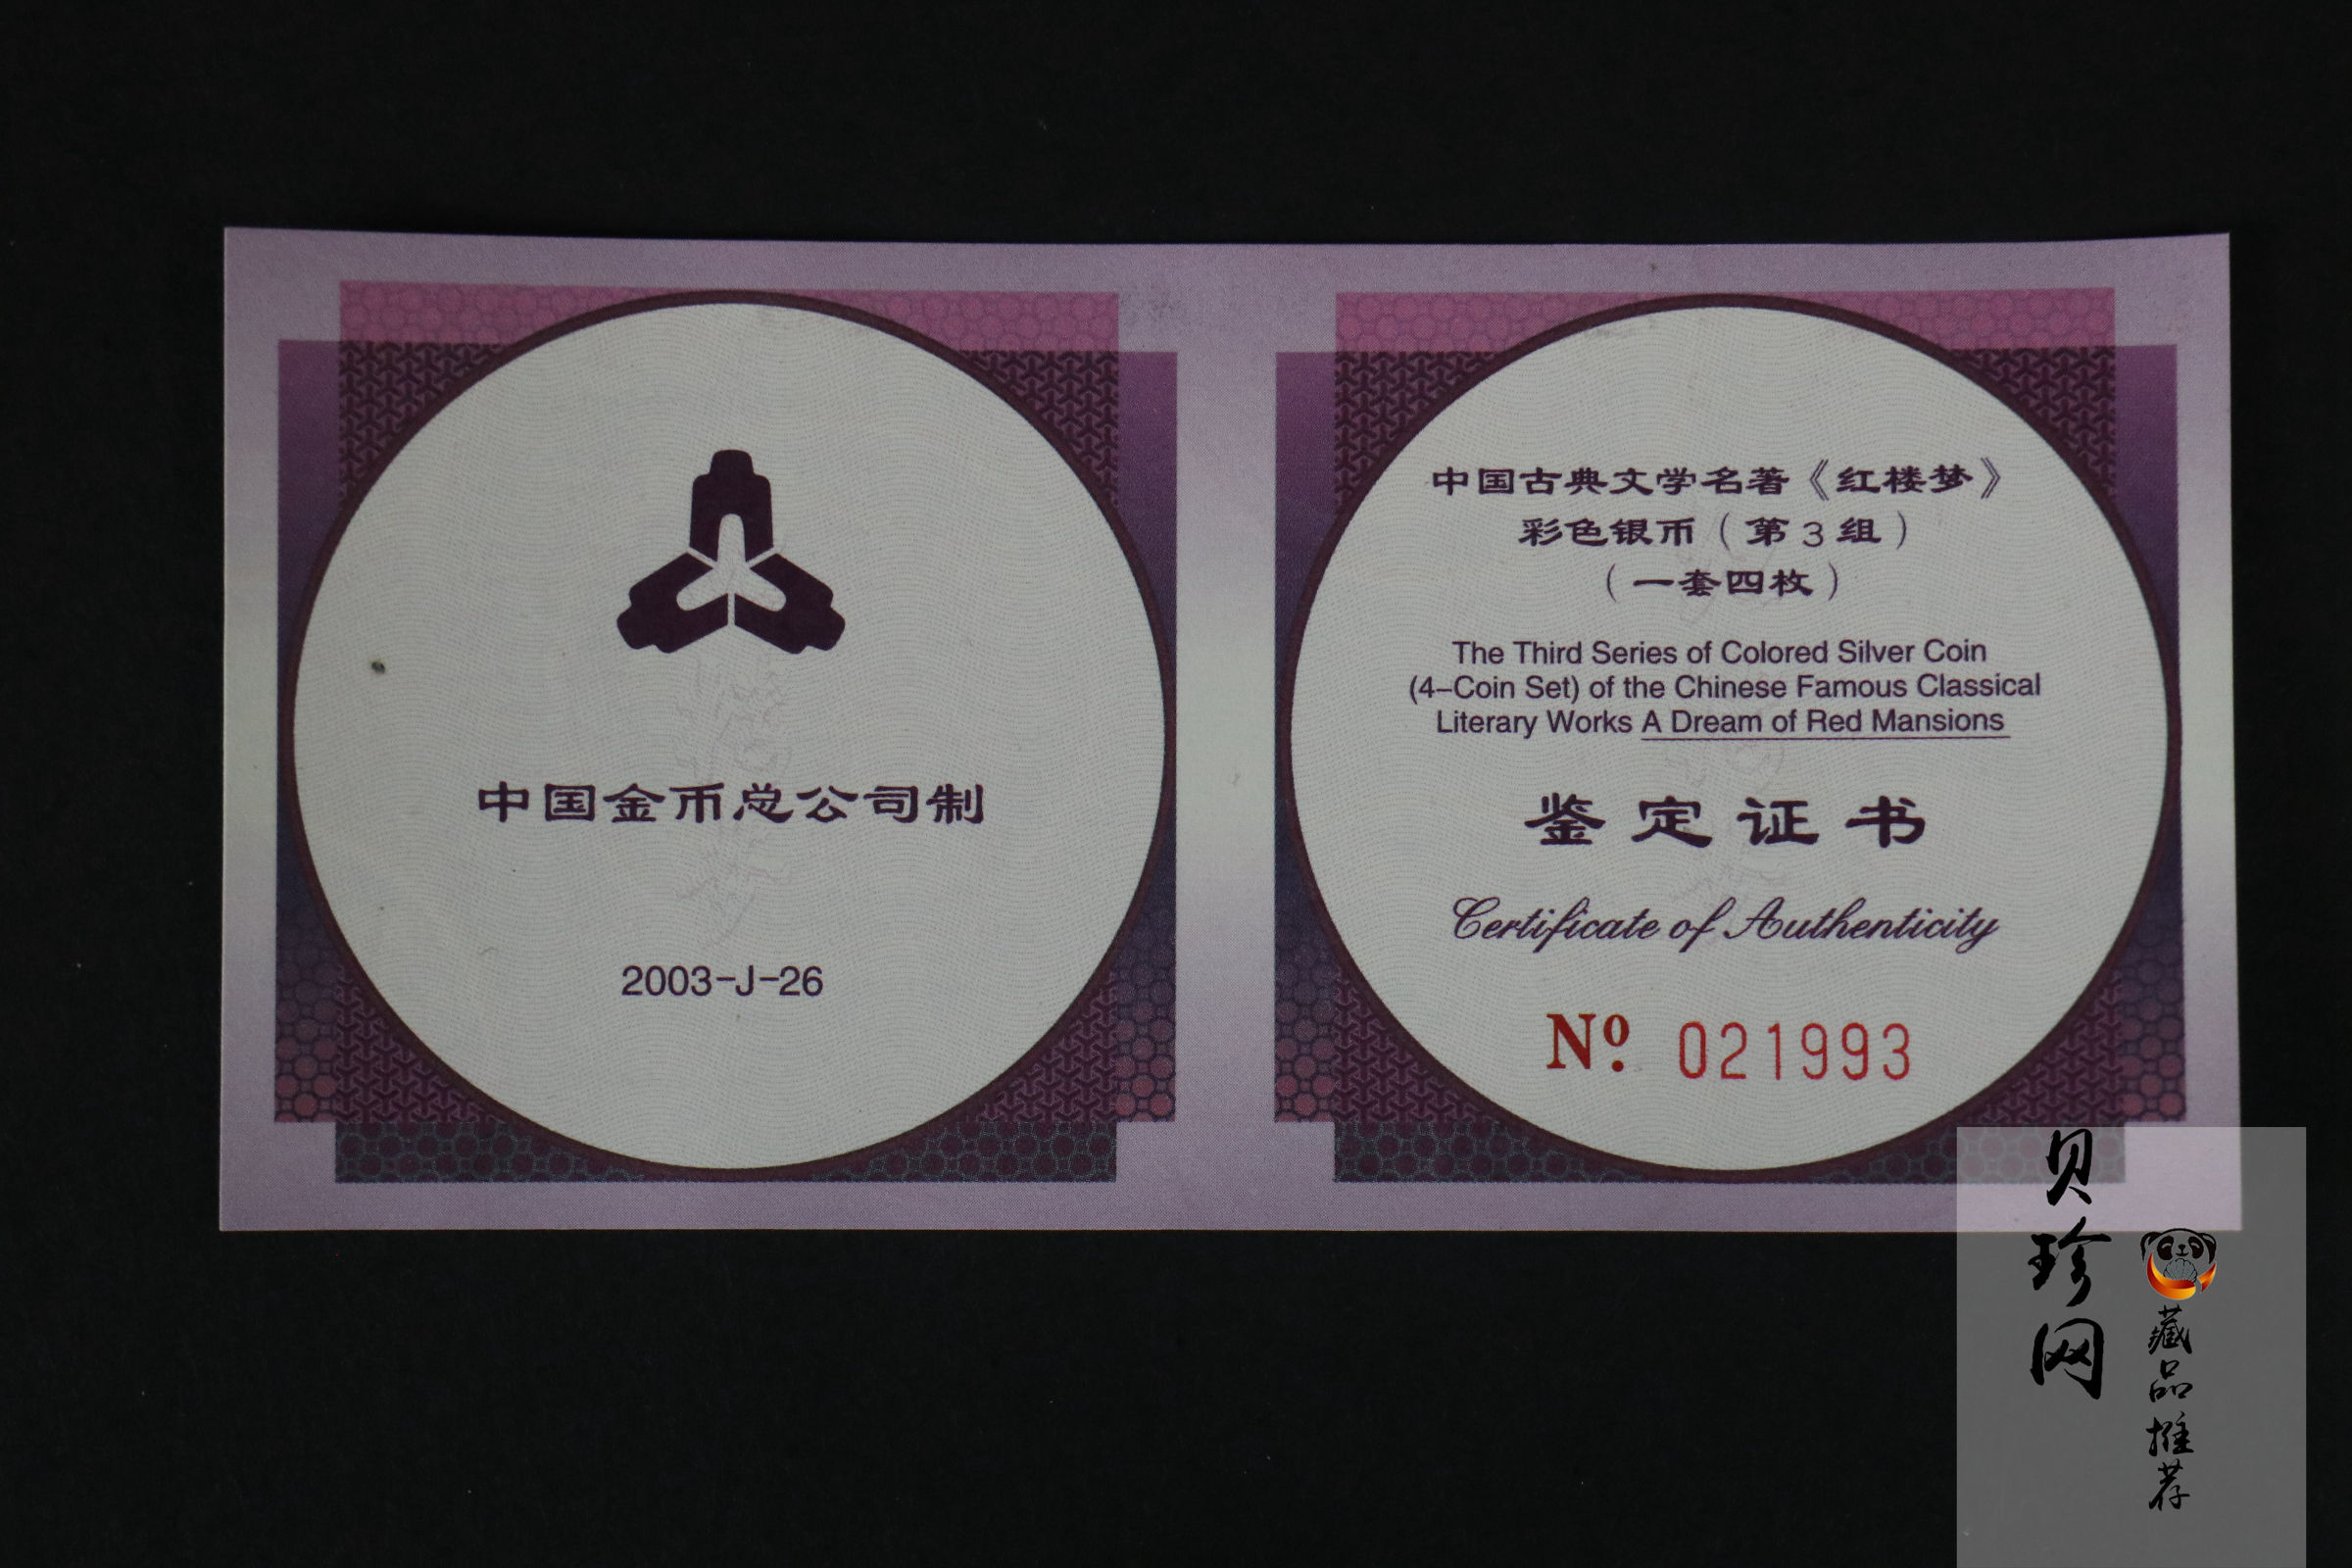 中国金币总公司制
2003-J-26
中国古典文学名著《红楼梦》
彩色银币（第3组）
（一套四枚）
The Third Series of Colored Silver Coin
(4-Coin Set) of the Chinese Famous Classical
Literary Works A Dream of Red Mansions
鉴定证书
Certificate of Authenticity
Nº. 021993
贝珍网
藏品推荐